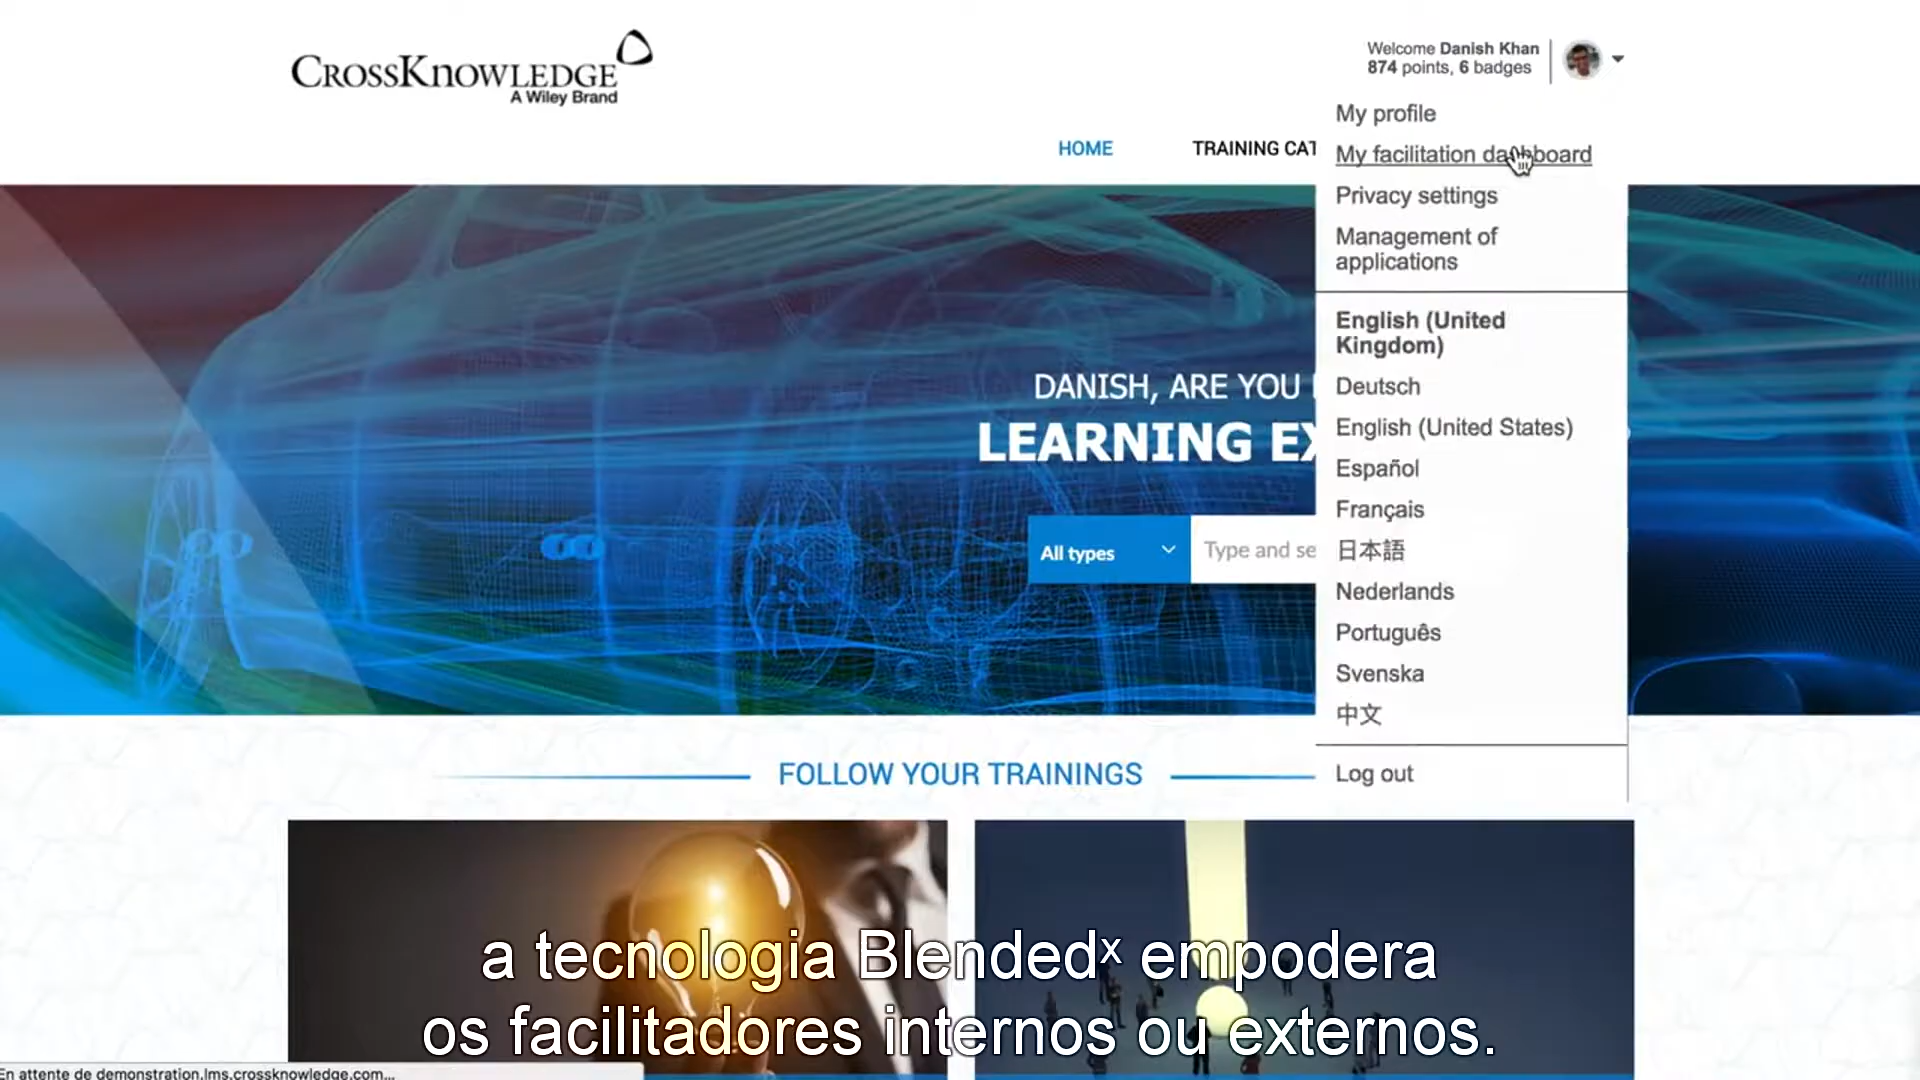 CROSSKNOWLEDGE
A Wiley Brand
Welcome Danish Khan
874 points, 6 badges
My profile
HOME
TRAINING CAT
My facilitation dashboard
Privacy settings
Management of
applications
English (United
Kingdom)
Deutsch
English (United States)
Español
Français
日本語
Nederlands
Português
Svenska
中文
Log out
DANISH, ARE YOU
LEARNING EX
All types
Type and se
FOLLOW YOUR TRAININGS
a tecnologia Blendedˣ empodera
os facilitadores internos ou externos.
En attente de demonstration.lms.crossknowledge.com...